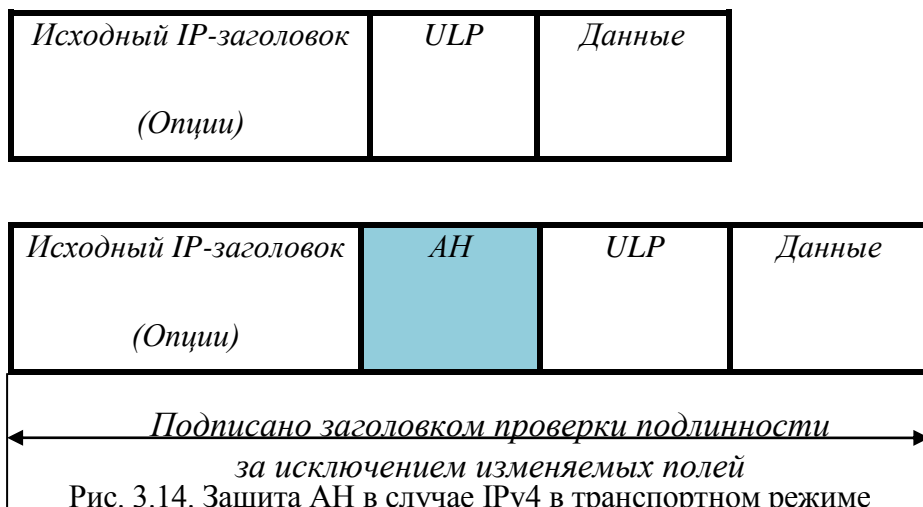 Исходный IP-заголовок ULP Данные
(Опции)
Исходный IP-заголовок AH ULP Данные
(Опции)
Подписано заголовком проверки подлинности
за исключением изменяемых полей
Рис. 3.14. Защита AH в случае IPv4 в транспортном режиме